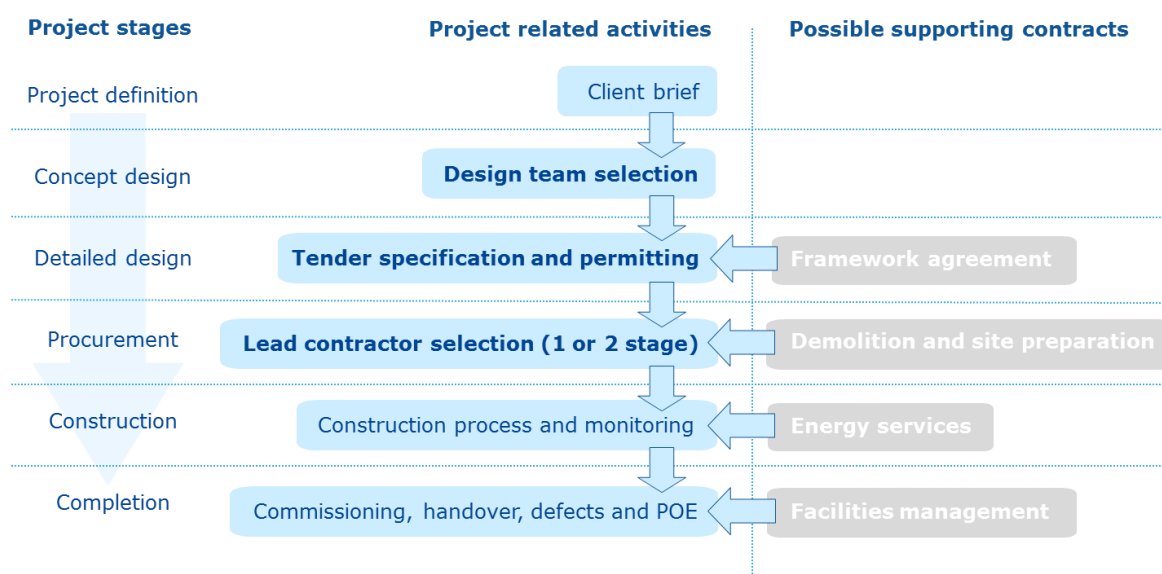 Project stages
Project related activities
Possible supporting contracts
Project definition
Client brief
Concept design
Design team selection
Detailed design
Tender specification and permitting
Framework agreement
Procurement
Lead contractor selection (1 or 2 stage)
Demolition and site preparation
Construction
Construction process and monitoring
Energy services
Completion
Commissioning, handover, defects and POE
Facilities management